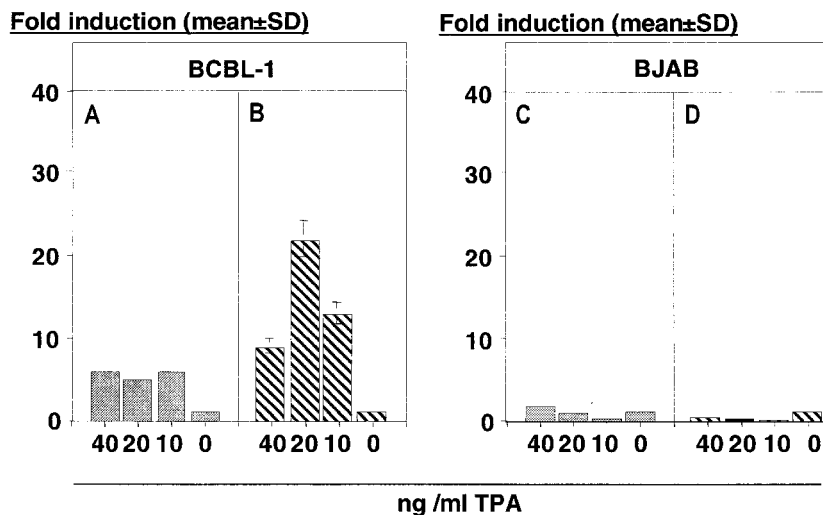 Fold induction (mean±SD) Fold induction (mean±SD)
BCBL-1 BJAB
40 A B 40 C D
30 30
20 20
10 10
0 0
40 20 10 0 40 20 10 0 40 20 10 0 40 20 10 0
ng /ml TPA